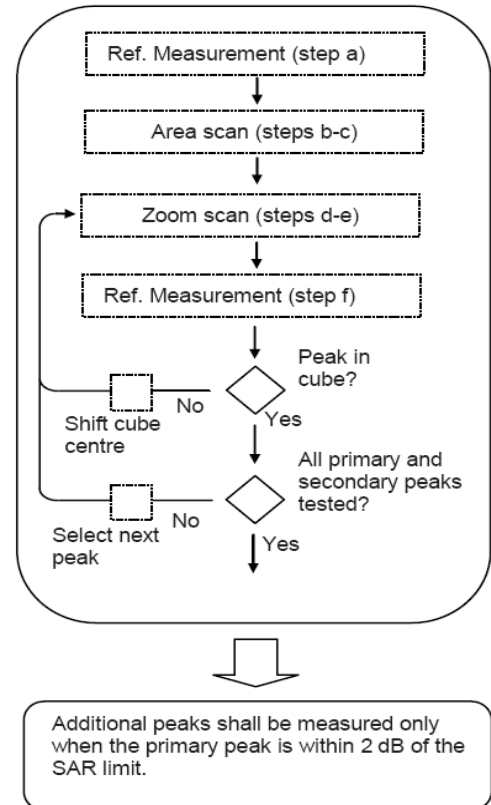 Ref. Measurement (step a)
Area scan (steps b-c)
Zoom scan (steps d-e)
Ref. Measurement (step f)
Peak in
cube?
No
Shift cube
centre
Yes
All primary and
secondary peaks
tested?
No
Select next
peak
Yes
Additional peaks shall be measured only
when the primary peak is within 2 dB of the
SAR limit.